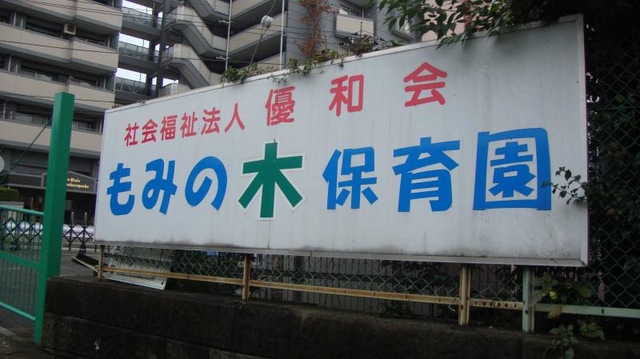 社会福祉法人 優和会
もみの木保育園